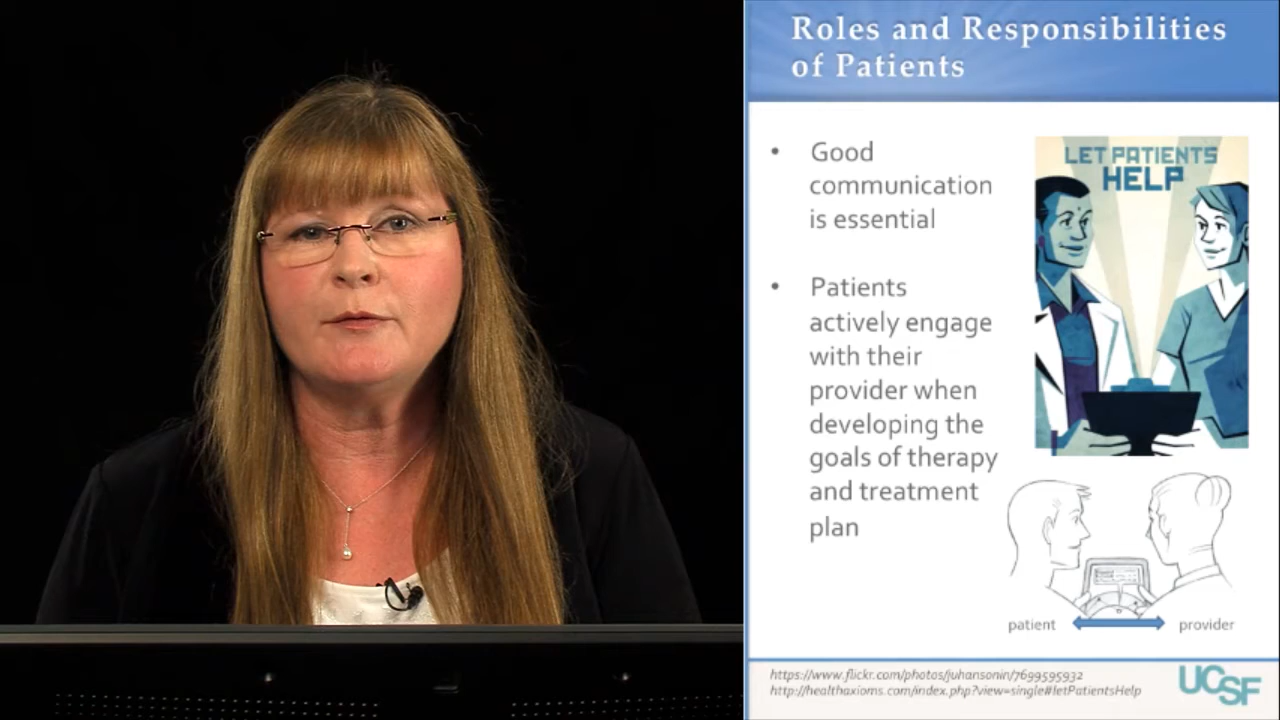 Roles and Responsibilities
of Patients
• Good
communication
is essential
• Patients
actively engage
with their
provider when
developing the
goals of therapy
and treatment
plan
LET PATIENTS
HELP
patient
provider
https://www.flickr.com/photos/juhansonin/7699595932
http://healthaxioms.com/index.php?view=single#letPatientsHelp
UCSF